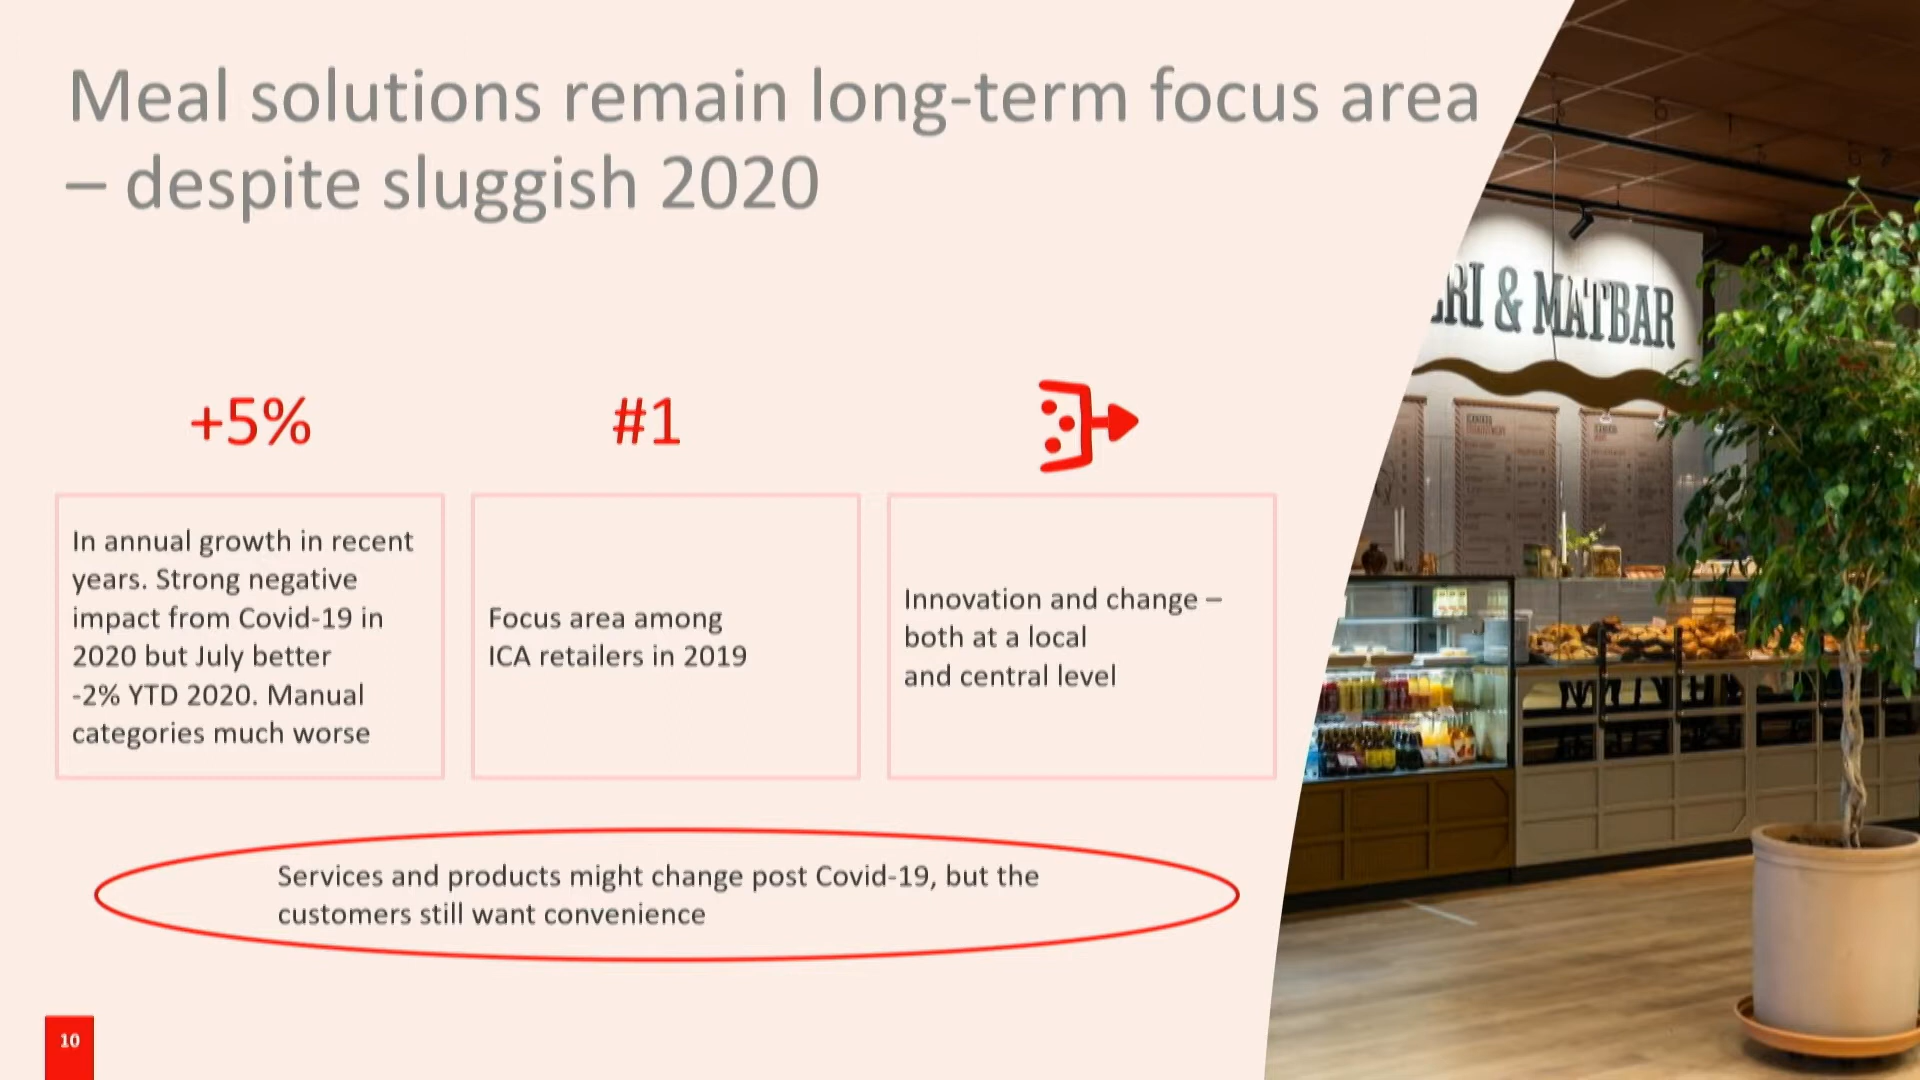 Meal solutions remain long-term focus area
– despite sluggish 2020
RI & MATBAR
+5%
#1
In annual growth in recent
years. Strong negative
impact from Covid-19 in
2020 but July better
-2% YTD 2020. Manual
categories much worse
Focus area among
ICA retailers in 2019
Innovation and change –
both at a local
and central level
Services and products might change post Covid-19, but the
customers still want convenience
10